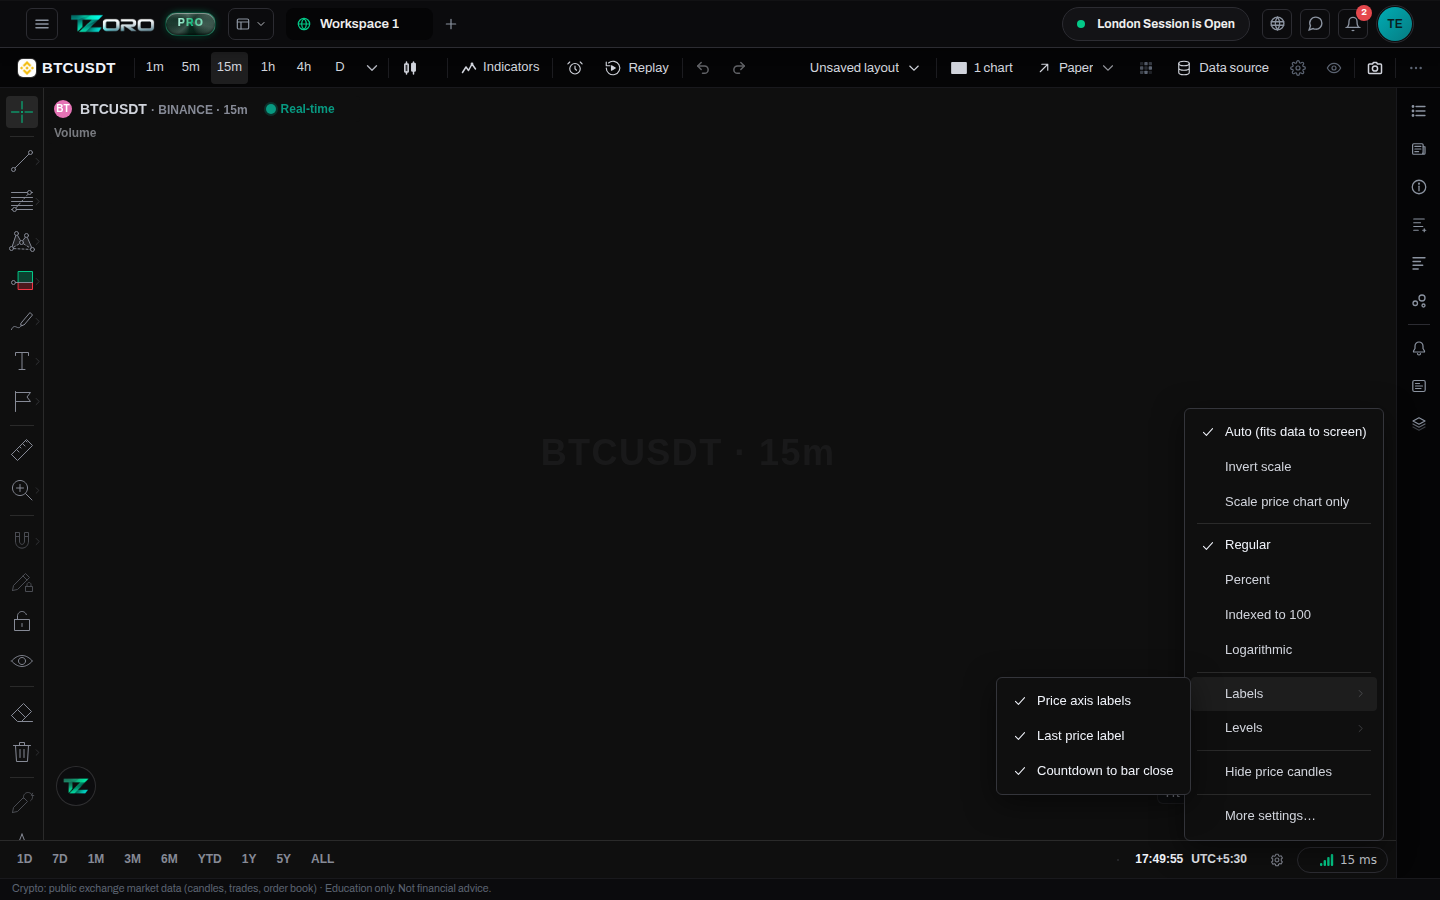 TZORO PRO Workspace 1 London Session is Open 2 TE
BTCUSDT 1m 5m 15m 1h 4h D Indicators Replay Unsaved layout 1 chart Paper Data source
BT BTCUSDT · BINANCE · 15m Real-time
Volume
BTCUSDT · 15m
Auto (fits data to screen)
Invert scale
Scale price chart only
Regular
Percent
Indexed to 100
Logarithmic
Labels
Levels
Hide price candles
More settings…
Price axis labels
Last price label
Countdown to bar close
TZ
1D 7D 1M 3M 6M YTD 1Y 5Y ALL 17:49:55 UTC+5:30 15 ms
Crypto: public exchange market data (candles, trades, order book) · Education only. Not financial advice.